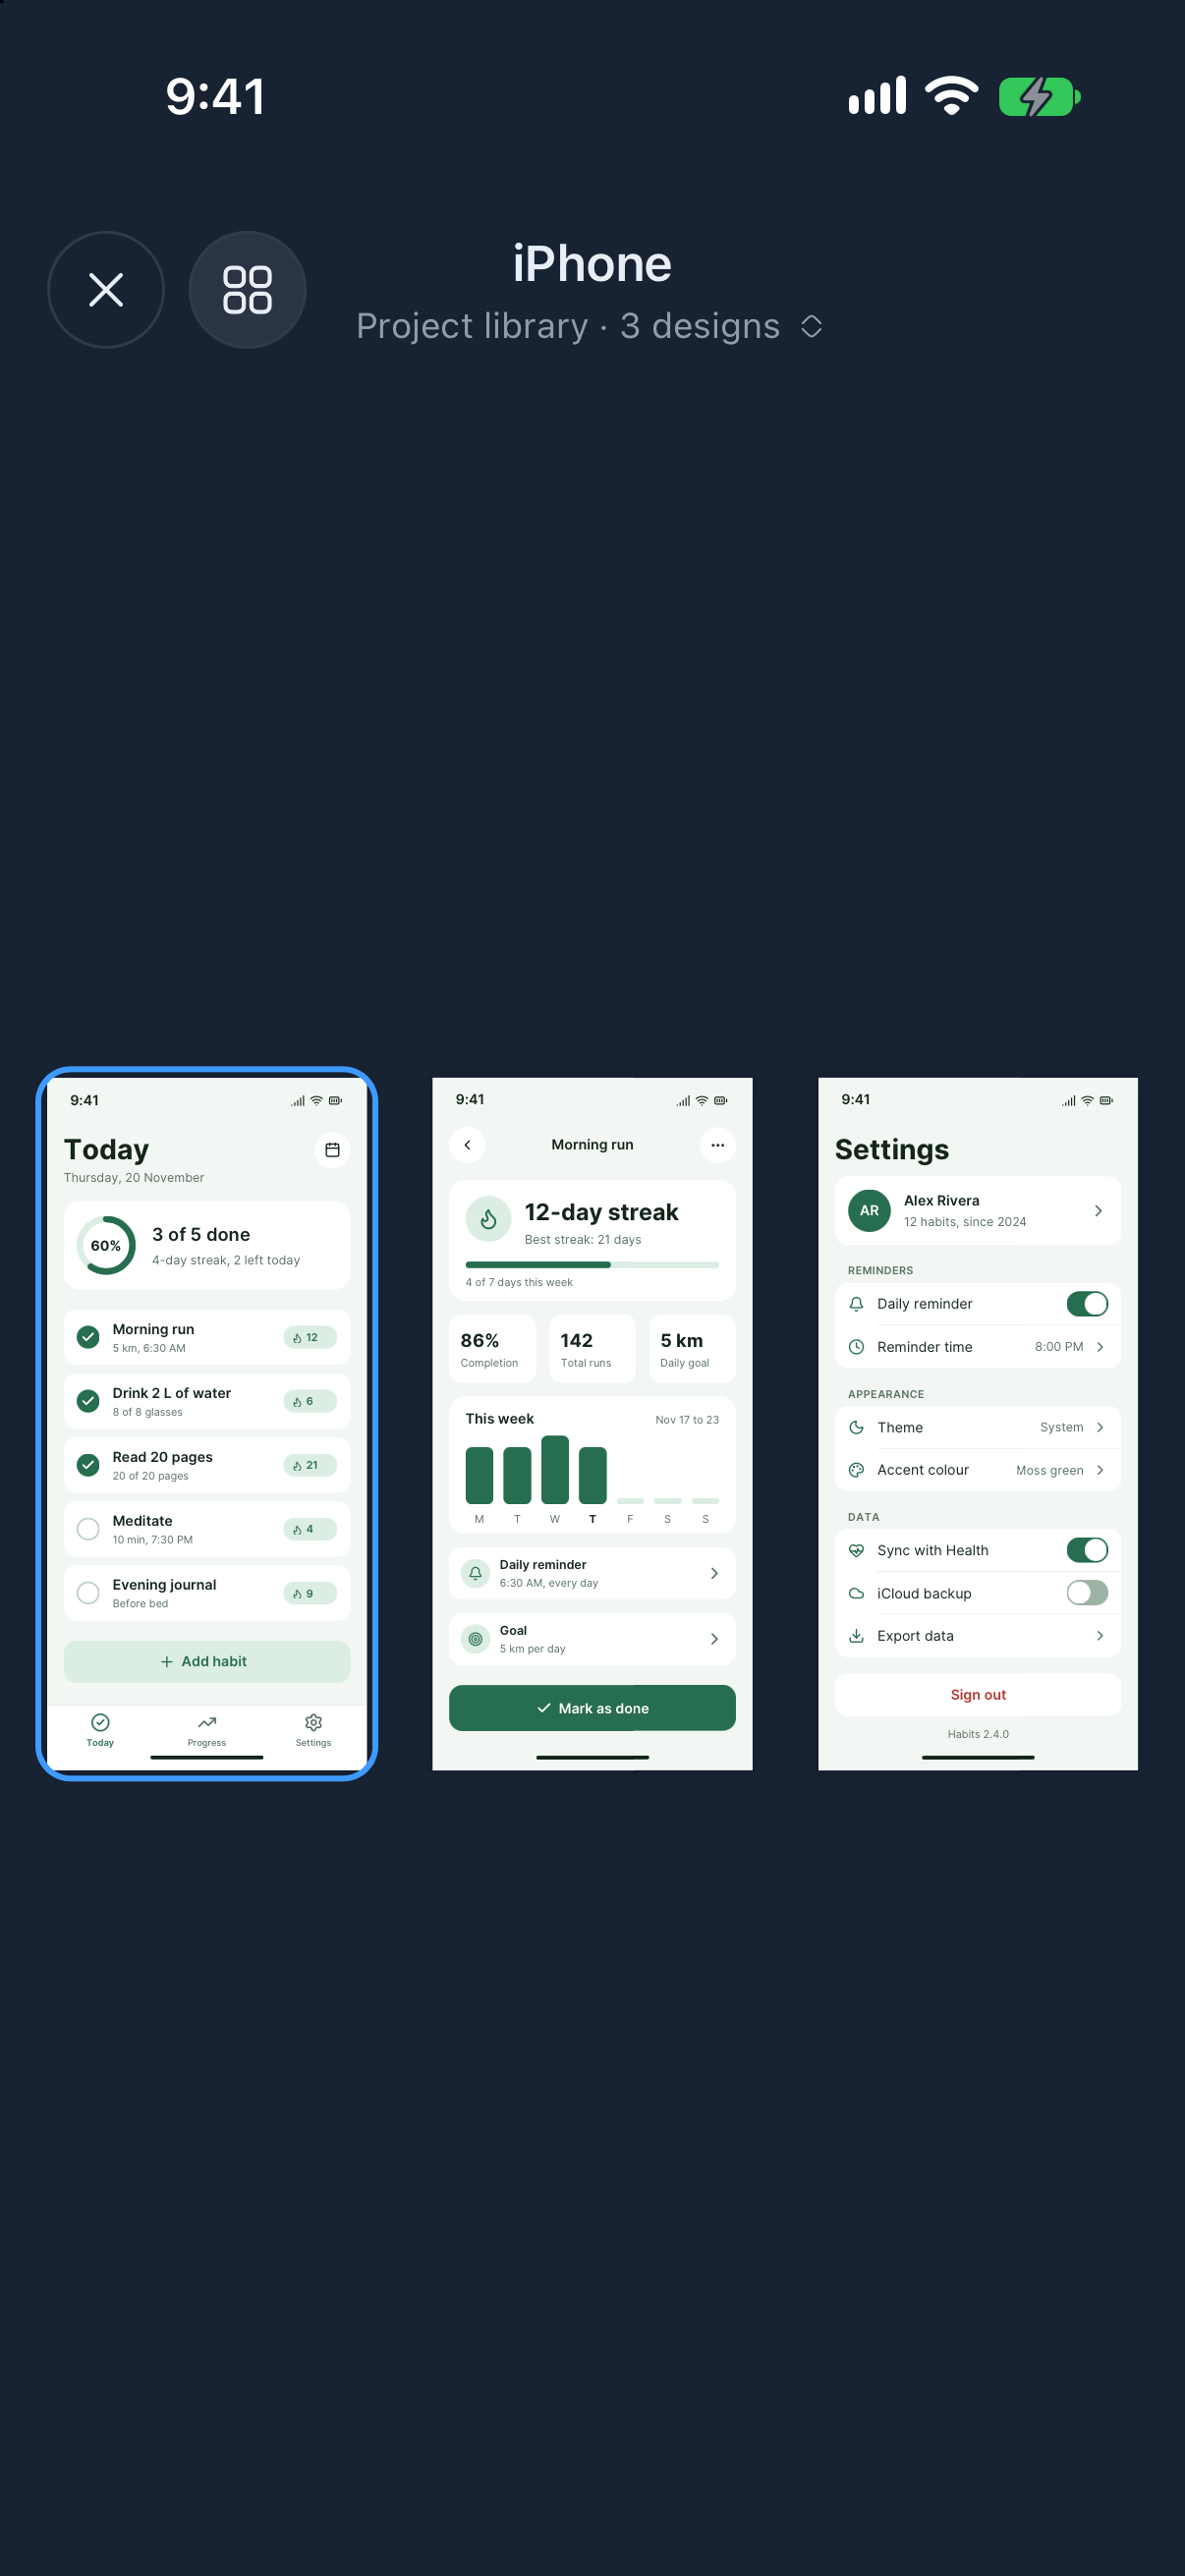 9:41
iPhone
Project library · 3 designs
9:41
Today
Thursday, 20 November
60%
3 of 5 done
4-day streak, 2 left today
Morning run
5 km, 6:30 AM
12
Drink 2 L of water
8 of 8 glasses
6
Read 20 pages
20 of 20 pages
21
Meditate
10 min, 7:30 PM
4
Evening journal
Before bed
9
Add habit
Today
Progress
Settings
9:41
Morning run
12-day streak
Best streak: 21 days
4 of 7 days this week
86%
Completion
142
Total runs
5 km
Daily goal
This week
Nov 17 to 23
M T W T F S S
Daily reminder
6:30 AM, every day
Goal
5 km per day
Mark as done
9:41
Settings
AR
Alex Rivera
12 habits, since 2024
REMINDERS
Daily reminder
Reminder time
8:00 PM
APPEARANCE
Theme
System
Accent colour
Moss green
DATA
Sync with Health
iCloud backup
Export data
Sign out
Habits 2.4.0